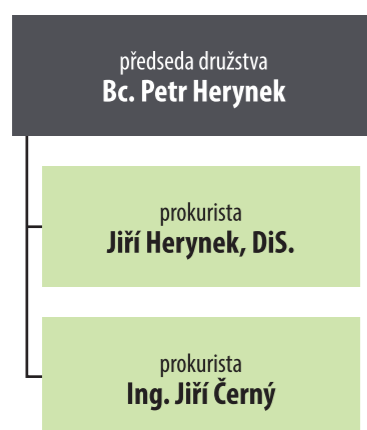 předseda družstva
Bc. Petr Herynek
prokurista
Jiří Herynek, DiS.
prokurista
Ing. Jiří Černý